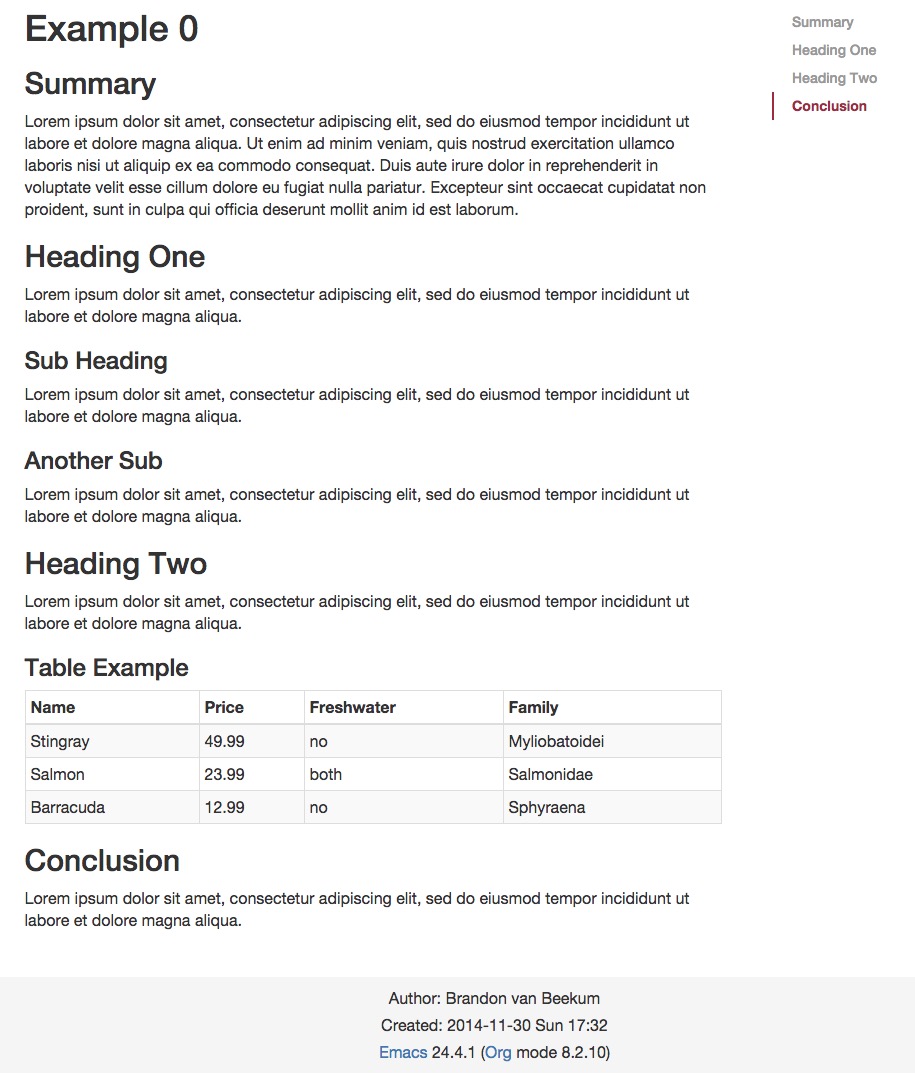 Example 0
Summary
Lorem ipsum dolor sit amet, consectetur adipiscing elit, sed do eiusmod tempor incididunt ut
labore et dolore magna aliqua. Ut enim ad minim veniam, quis nostrud exercitation ullamco
laboris nisi ut aliquip ex ea commodo consequat. Duis aute irure dolor in reprehenderit in
voluptate velit esse cillum dolore eu fugiat nulla pariatur. Excepteur sint occaecat cupidatat non
proident, sunt in culpa qui officia deserunt mollit anim id est laborum.
Heading One
Lorem ipsum dolor sit amet, consectetur adipiscing elit, sed do eiusmod tempor incididunt ut
labore et dolore magna aliqua.
Sub Heading
Lorem ipsum dolor sit amet, consectetur adipiscing elit, sed do eiusmod tempor incididunt ut
labore et dolore magna aliqua.
Another Sub
Lorem ipsum dolor sit amet, consectetur adipiscing elit, sed do eiusmod tempor incididunt ut
labore et dolore magna aliqua.
Heading Two
Lorem ipsum dolor sit amet, consectetur adipiscing elit, sed do eiusmod tempor incididunt ut
labore et dolore magna aliqua.
Table Example
Name Price Freshwater Family
Stingray 49.99 no Myliobatoidei
Salmon 23.99 both Salmonidae
Barracuda 12.99 no Sphyraena
Conclusion
Lorem ipsum dolor sit amet, consectetur adipiscing elit, sed do eiusmod tempor incididunt ut
labore et dolore magna aliqua.
Summary
Heading One
Heading Two
Conclusion
Author: Brandon van Beekum
Created: 2014-11-30 Sun 17:32
Emacs 24.4.1 (Org mode 8.2.10)